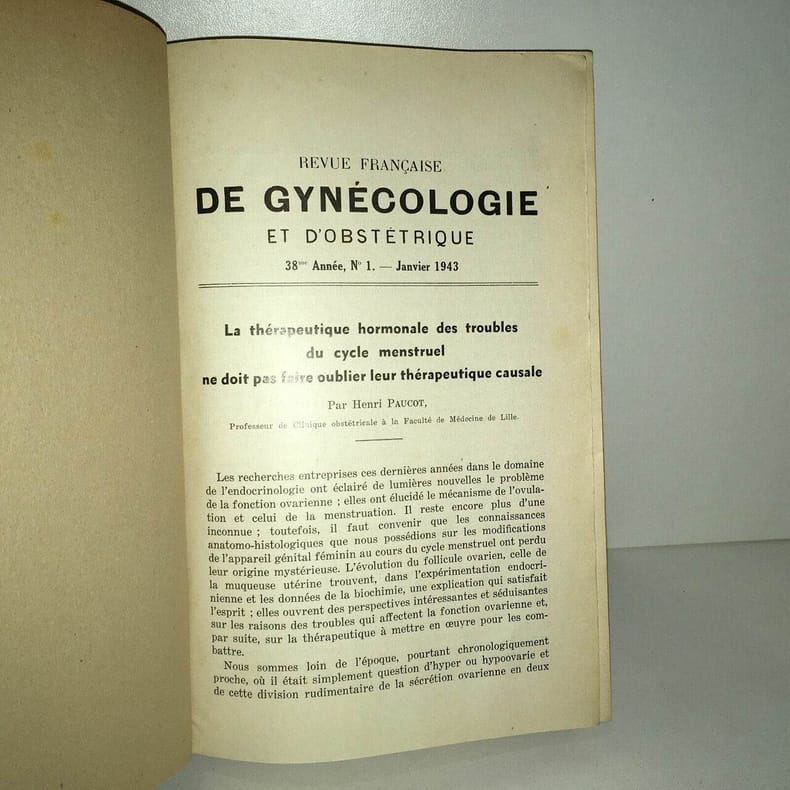 REVUE FRANÇAISE
DE GYNÉCOLOGIE
ET D'OBSTÉTRIQUE
38me Année, No 1. — Janvier 1943
La thérapeutique hormonale des troubles
du cycle menstruel
ne doit pas faire oublier leur thérapeutique causale
Par Henri PAUCOT,
Professeur de Clinique obstétricale à la Faculté de Médecine de Lille.
Les recherches entreprises ces dernières années dans le domaine
de l'endocrinologie ont éclairé de lumières nouvelles le problème
de la fonction ovarienne ; elles ont élucidé le mécanisme de l'ovula-
tion et celui de la menstruation. Il reste encore plus d'une
inconnue ; toutefois, il faut convenir que les connaissances
anatomo-histologiques que nous possédions sur les modifications
de l'appareil génital féminin au cours du cycle menstruel ont perdu
leur origine mystérieuse. L'évolution du follicule ovarien, celle de
la muqueuse utérine trouvent, dans l'expérimentation endocri-
nienne et les données de la biochimie, une explication qui satisfait
l'esprit ; elles ouvrent des perspectives intéressantes et séduisantes
sur les raisons des troubles qui affectent la fonction ovarienne et,
par suite, sur la thérapeutique à mettre en œuvre pour les com-
battre.
Nous sommes loin de l'époque, pourtant chronologiquement
proche, où il était simplement question d'hyper ou hypoovarie et
de cette division rudimentaire de la sécrétion ovarienne en deux